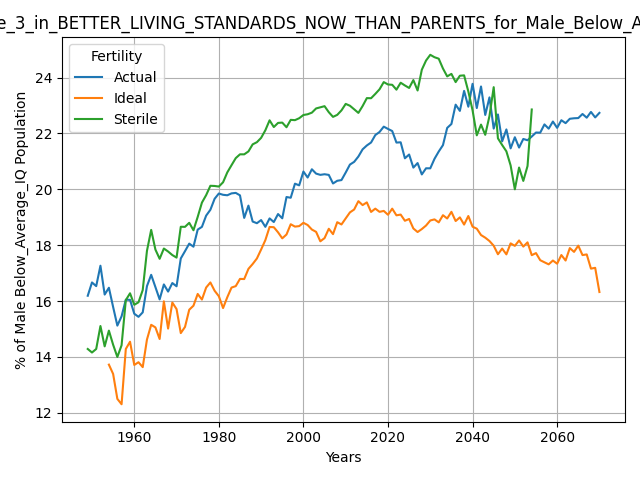 e_3_in_BETTER_LIVING_STANDARDS_NOW_THAN_PARENTS_for_Male_Below_A
Fertility
Actual
Ideal
Sterile
% of Male Below_Average_IQ Population
24
22
20
18
16
14
12
1960 1980 2000 2020 2040 2060
Years